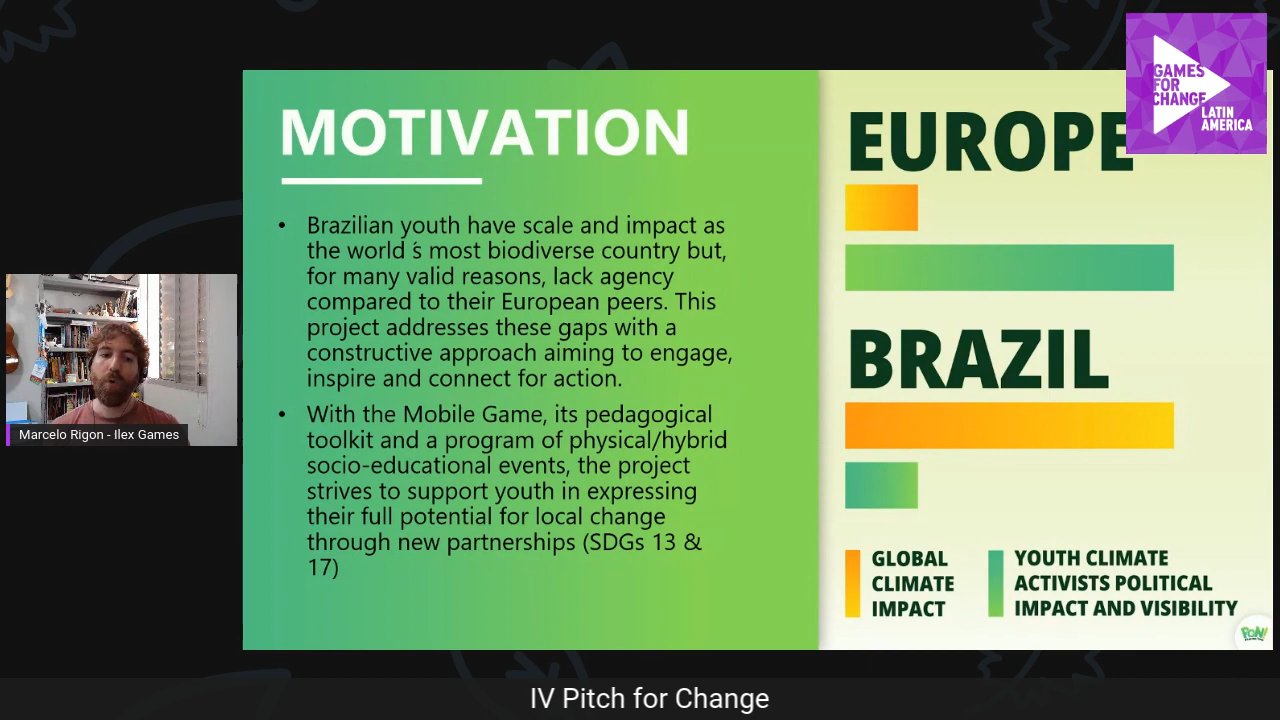 GAMES
FOR
CHANGE
LATIN
AMERICA
MOTIVATION
• Brazilian youth have scale and impact as
the world ́s most biodiverse country but,
for many valid reasons, lack agency
compared to their European peers. This
project addresses these gaps with a
constructive approach aiming to engage,
inspire and connect for action.
• With the Mobile Game, its pedagogical
toolkit and a program of physical/hybrid
socio-educational events, the project
strives to support youth in expressing
their full potential for local change
through new partnerships (SDGs 13 &
17)
EUROPE
BRAZIL
GLOBAL
CLIMATE
IMPACT
YOUTH CLIMATE
ACTIVISTS POLITICAL
IMPACT AND VISIBILITY
Marcelo Rigon - Ilex Games
IV Pitch for Change